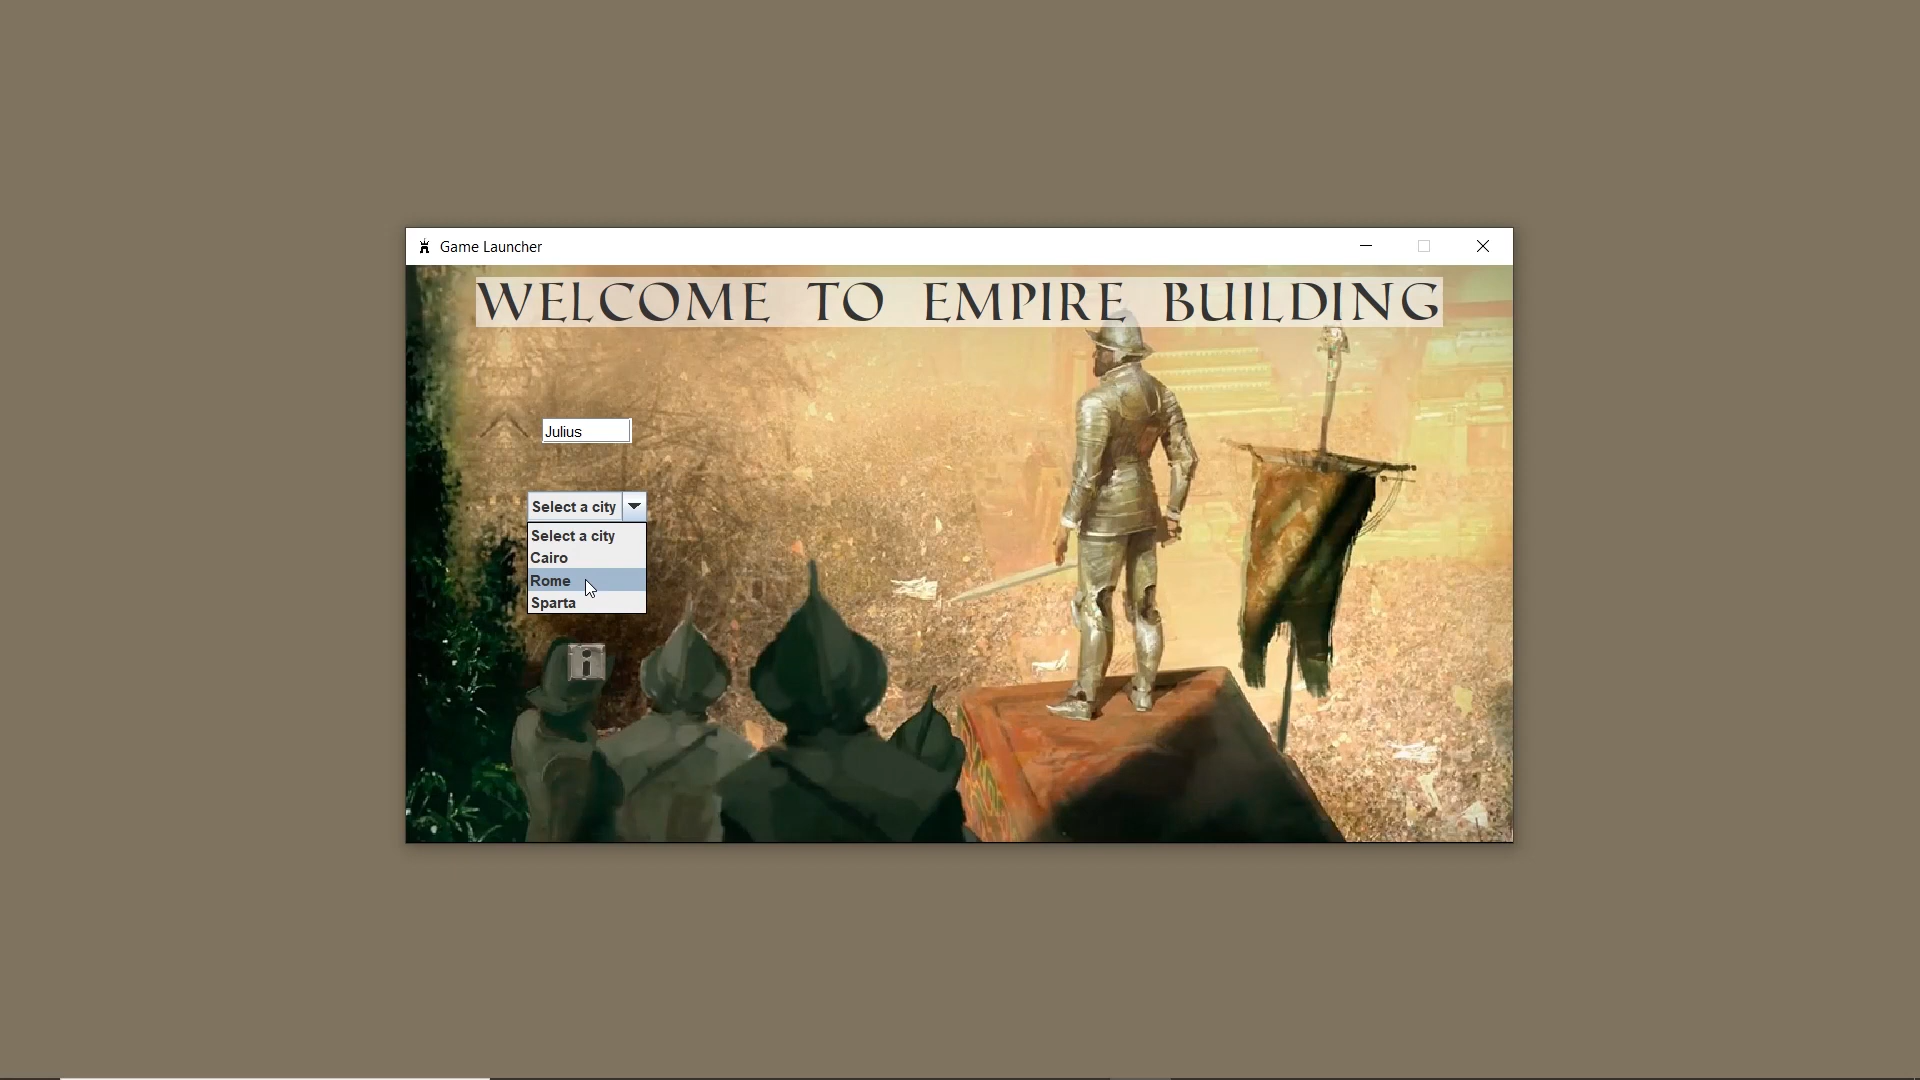 Game Launcher
WELCOME TO EMPIRE BUILDING
Julius
Select a city
Select a city
Cairo
Rome
Sparta
i